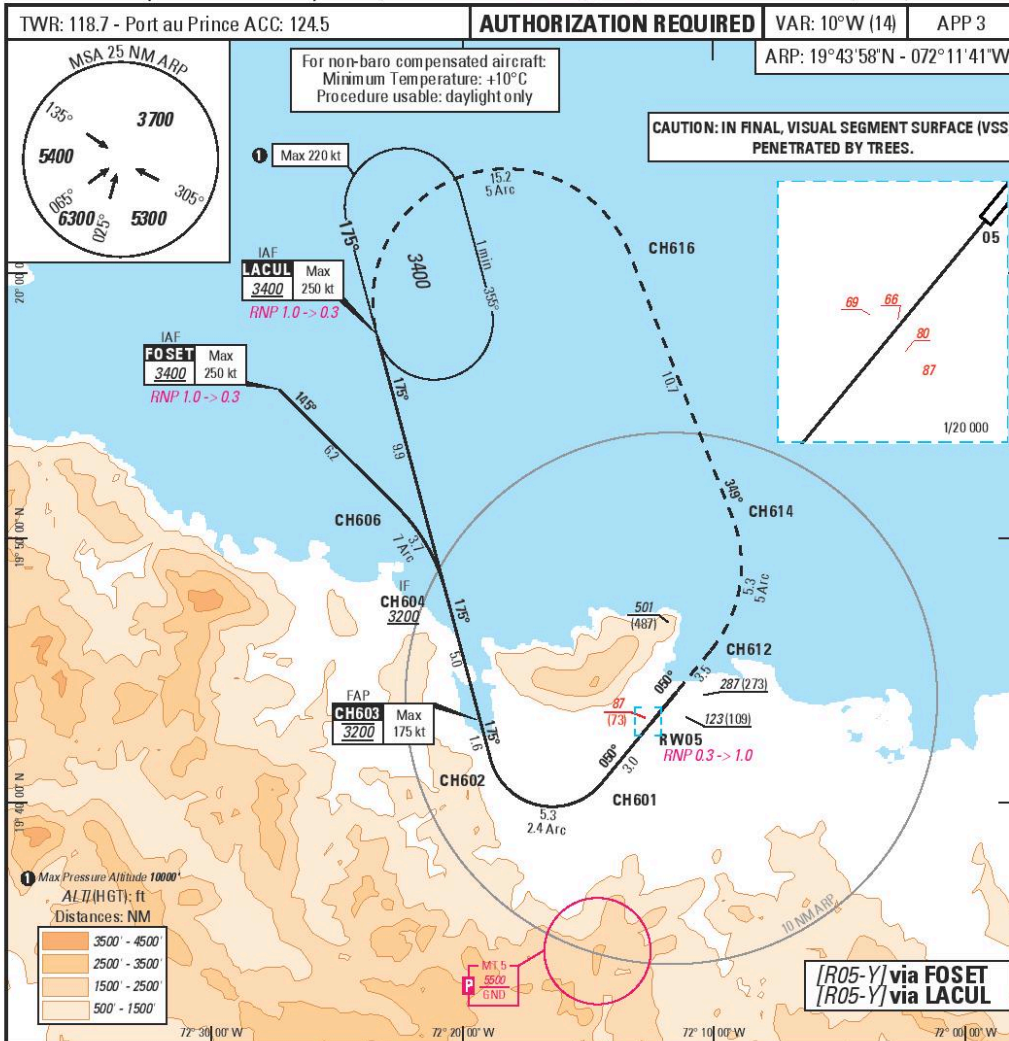 TWR: 118.7 - Port au Prince ACC: 124.5
AUTHORIZATION REQUIRED
VAR: 10°W (14)
APP 3
ARP: 19°43'58"N - 072°11'41"W
MSA 25 NM ARP
135°
3700
5400
065°
6300
025°
5300
305°
For non-baro compensated aircraft:
Minimum Temperature: +10°C
Procedure usable: daylight only
CAUTION: IN FINAL, VISUAL SEGMENT SURFACE (VSS
PENETRATED BY TREES.
1 Max 220 kt
15.2
5 Arc
175°
1 min
355°
3400
CH616
05
69
66
80
87
1/20 000
IAF
LACUL
3400
Max
250 kt
RNP 1.0 -> 0.3
IAF
FOSET
3400
Max
250 kt
RNP 1.0 -> 0.3
20° 00' 0
175°
145°
6.2
9.9
10.7
349°
CH614
CH606
3.7
7 Arc
19° 50' 00" N
5.3
5 Arc
IF
CH604
3200
175°
5.0
501
(487)
CH612
3.5
050°
287 (273)
FAP
CH603
3200
Max
175 kt
87
(73)
123 (109)
175°
1.6
RW05
RNP 0.3 -> 1.0
050°
3.0
CH602
CH601
5.3
2.4 Arc
19° 40' 00" N
1 Max Pressure Altitude 10000'
ALTI(HGT): ft
Distances: NM
3500' - 4500'
2500' - 3500'
1500' - 2500'
500' - 1500'
10 NM ARP
MT5
P
5500
GND
[R05-Y] via FOSET
[R05-Y] via LACUL
72° 30' 00" W
72° 20' 00" W
72° 10' 00" W
72° 00' 00" W